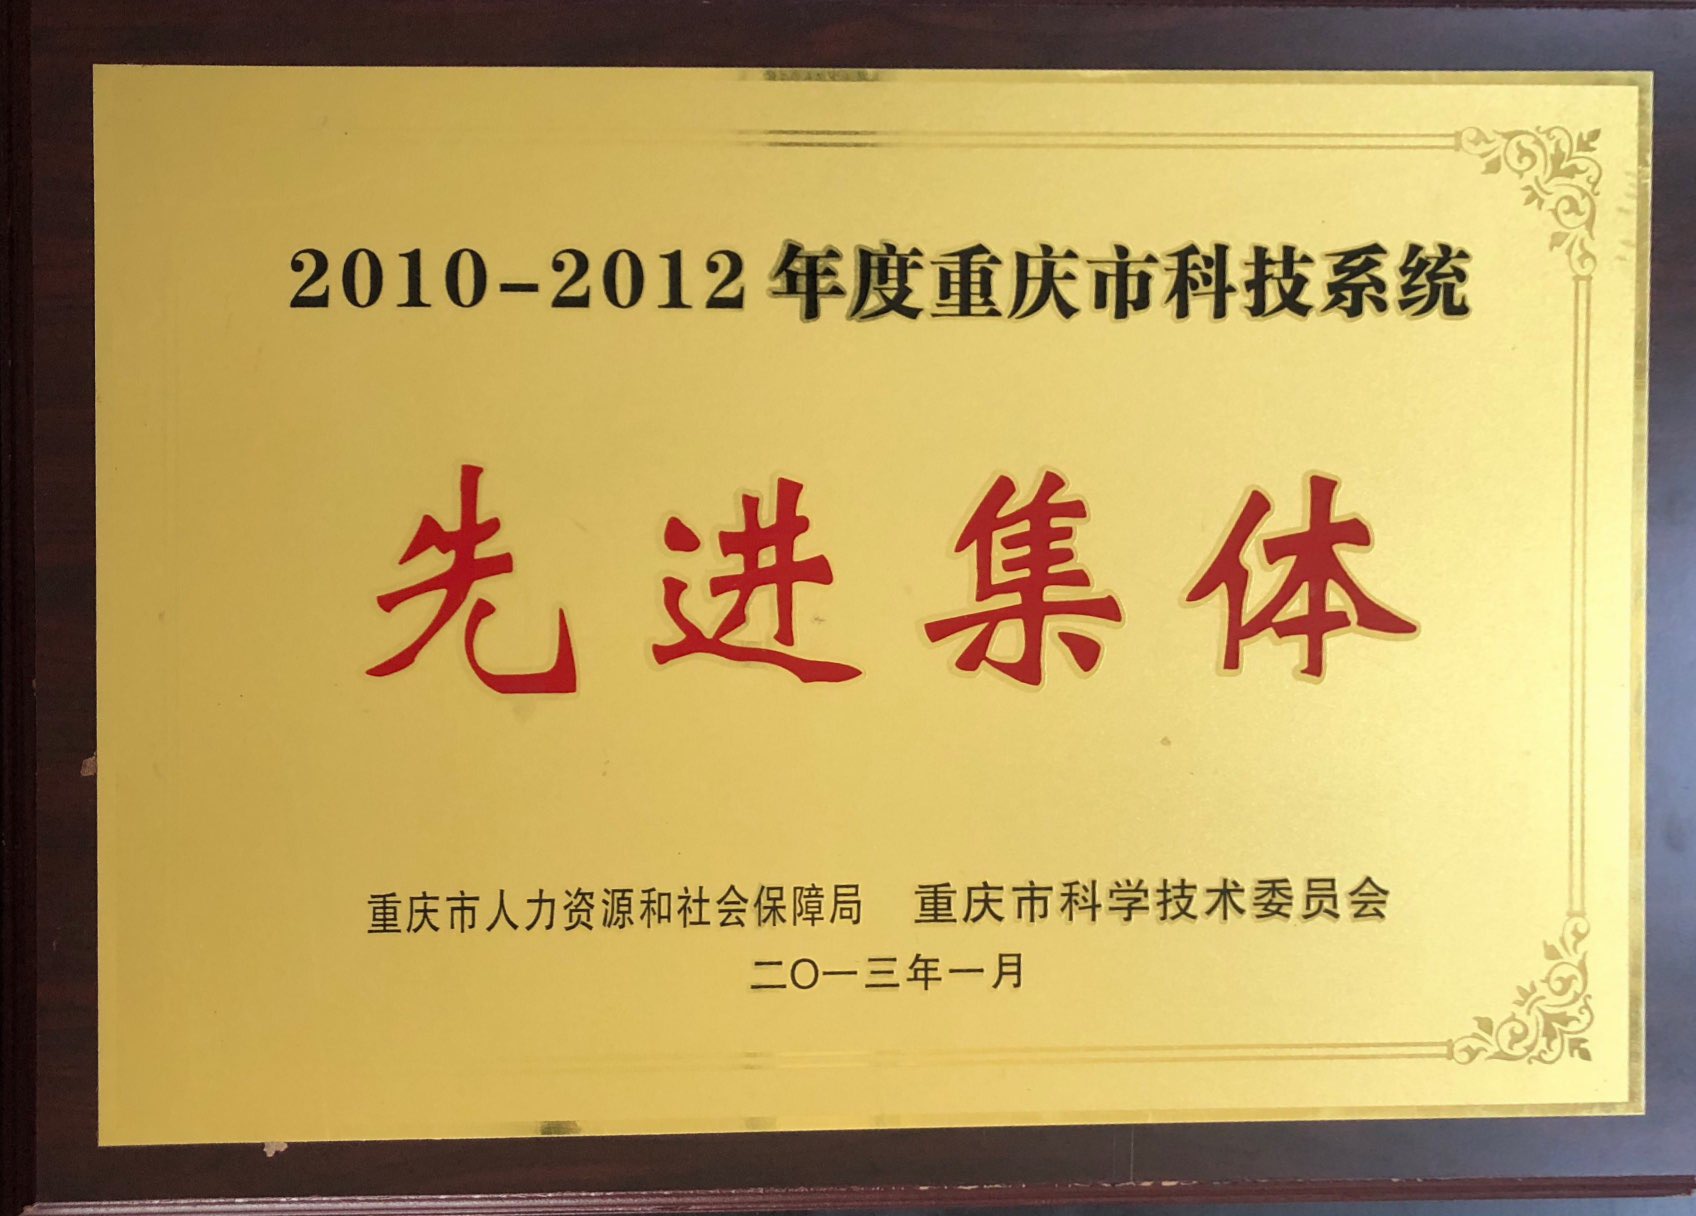 2010-2012年度重庆市科技系统
先进集体
重庆市人力资源和社会保障局 重庆市科学技术委员会
二〇一三年一月